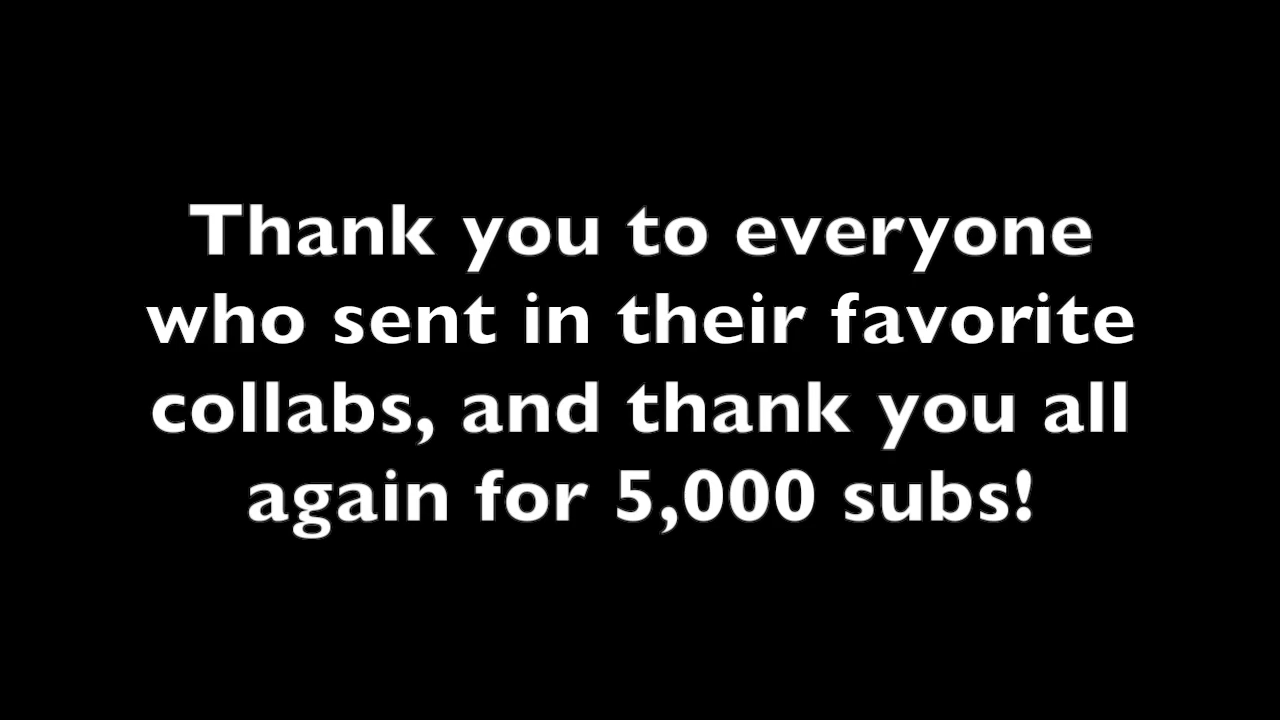 Thank you to everyone
who sent in their favorite
collabs, and thank you all
again for 5,000 subs!